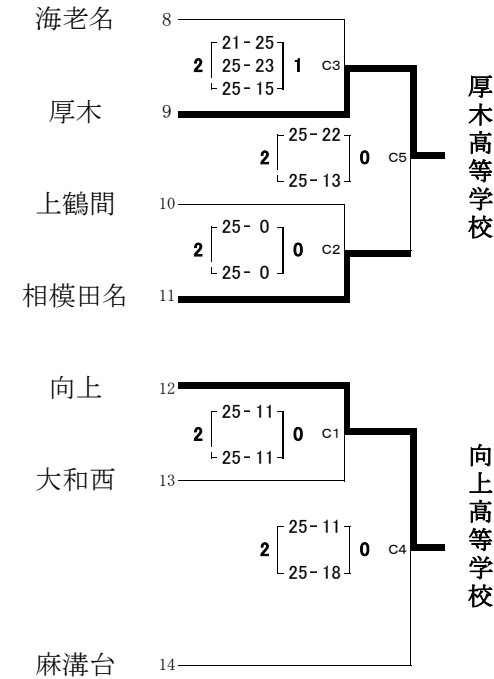 海老名 8
21-25
2 25-23 1 C3
25-15
厚木 9
25-22
2 0 C5
25-13
厚木高等学校
上鶴間 10
25- 0
2 0 C2
25- 0
相模田名 11
向上 12
25-11
2 0 C1
25-11
大和西 13
25-11
2 0 C4
25-18
向上高等学校
麻溝台 14